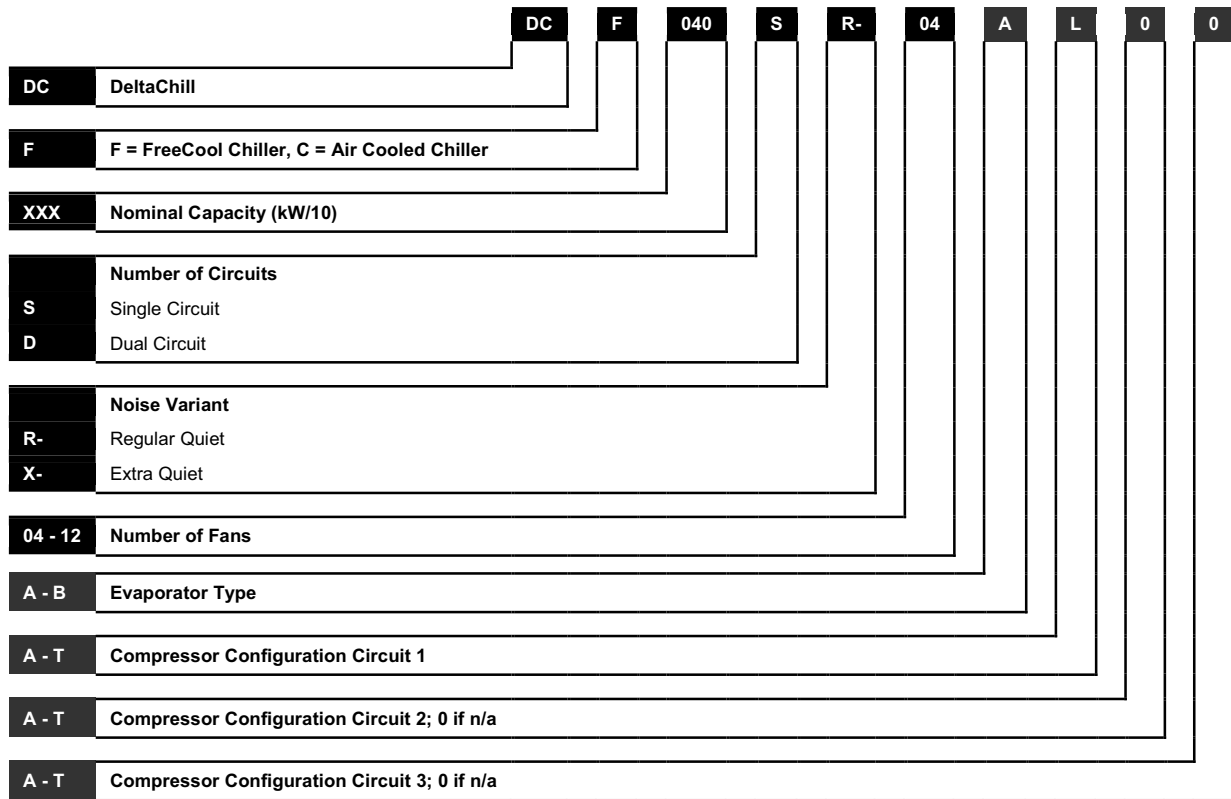 DC F 040 S R- 04 A L 0 0
DC DeltaChill
F F = FreeCool Chiller, C = Air Cooled Chiller
XXX Nominal Capacity (kW/10)
Number of Circuits
S Single Circuit
D Dual Circuit
Noise Variant
R- Regular Quiet
X- Extra Quiet
04 - 12 Number of Fans
A - B Evaporator Type
A - T Compressor Configuration Circuit 1
A - T Compressor Configuration Circuit 2; 0 if n/a
A - T Compressor Configuration Circuit 3; 0 if n/a